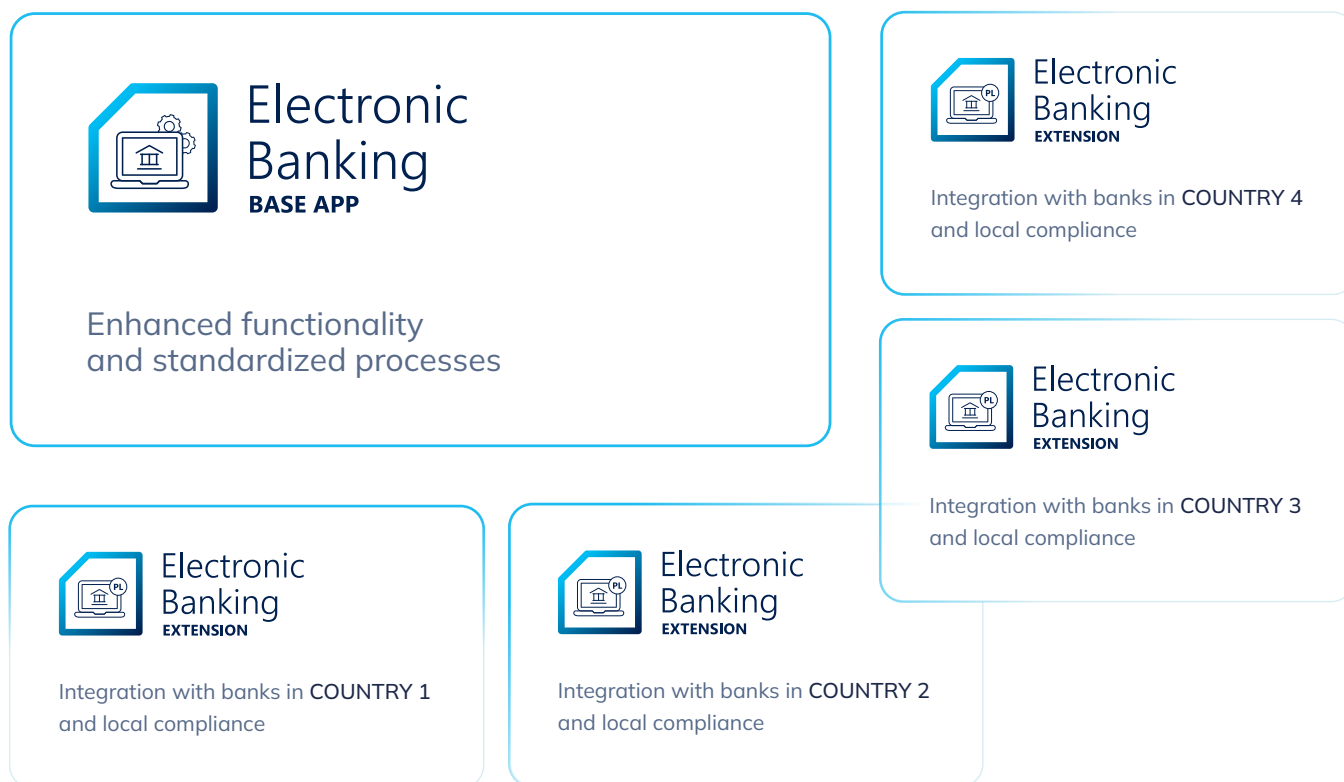 Electronic
Banking
BASE APP
Enhanced functionality
and standardized processes
PL
Electronic
Banking
EXTENSION
Integration with banks in COUNTRY 4
and local compliance
PL
Electronic
Banking
EXTENSION
Integration with banks in COUNTRY 3
and local compliance
PL
Electronic
Banking
EXTENSION
Integration with banks in COUNTRY 1
and local compliance
PL
Electronic
Banking
EXTENSION
Integration with banks in COUNTRY 2
and local compliance